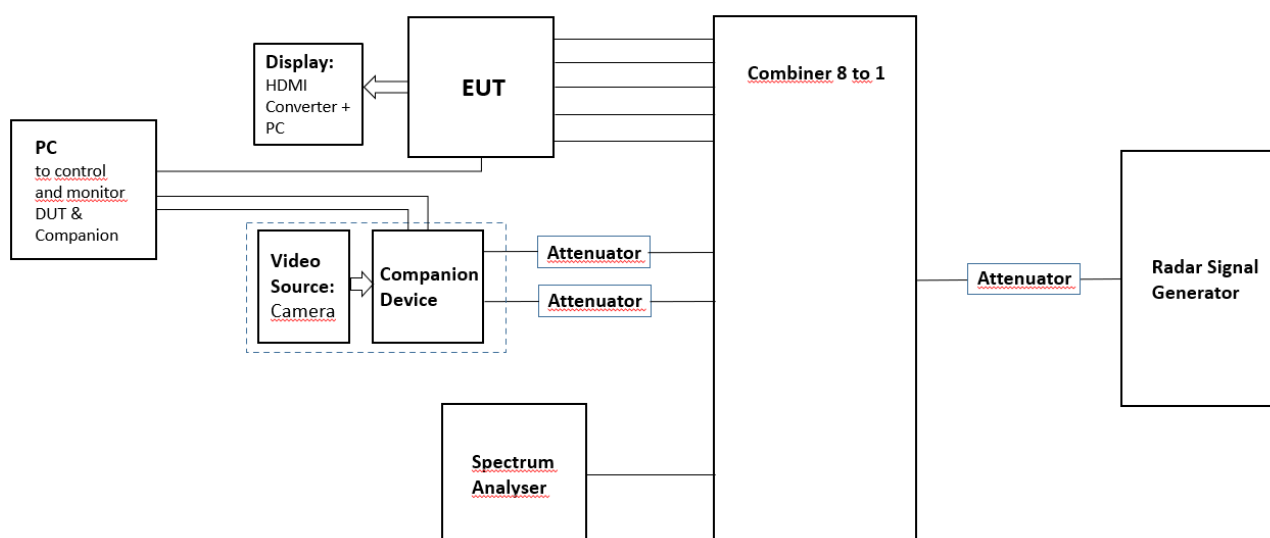 Display:
HDMI
Converter +
PC
EUT
Combiner 8 to 1
PC
to control
and monitor
DUT &
Companion
Video
Source:
Camera
Companion
Device
Attenuator
Attenuator
Attenuator
Radar Signal
Generator
Spectrum
Analyser